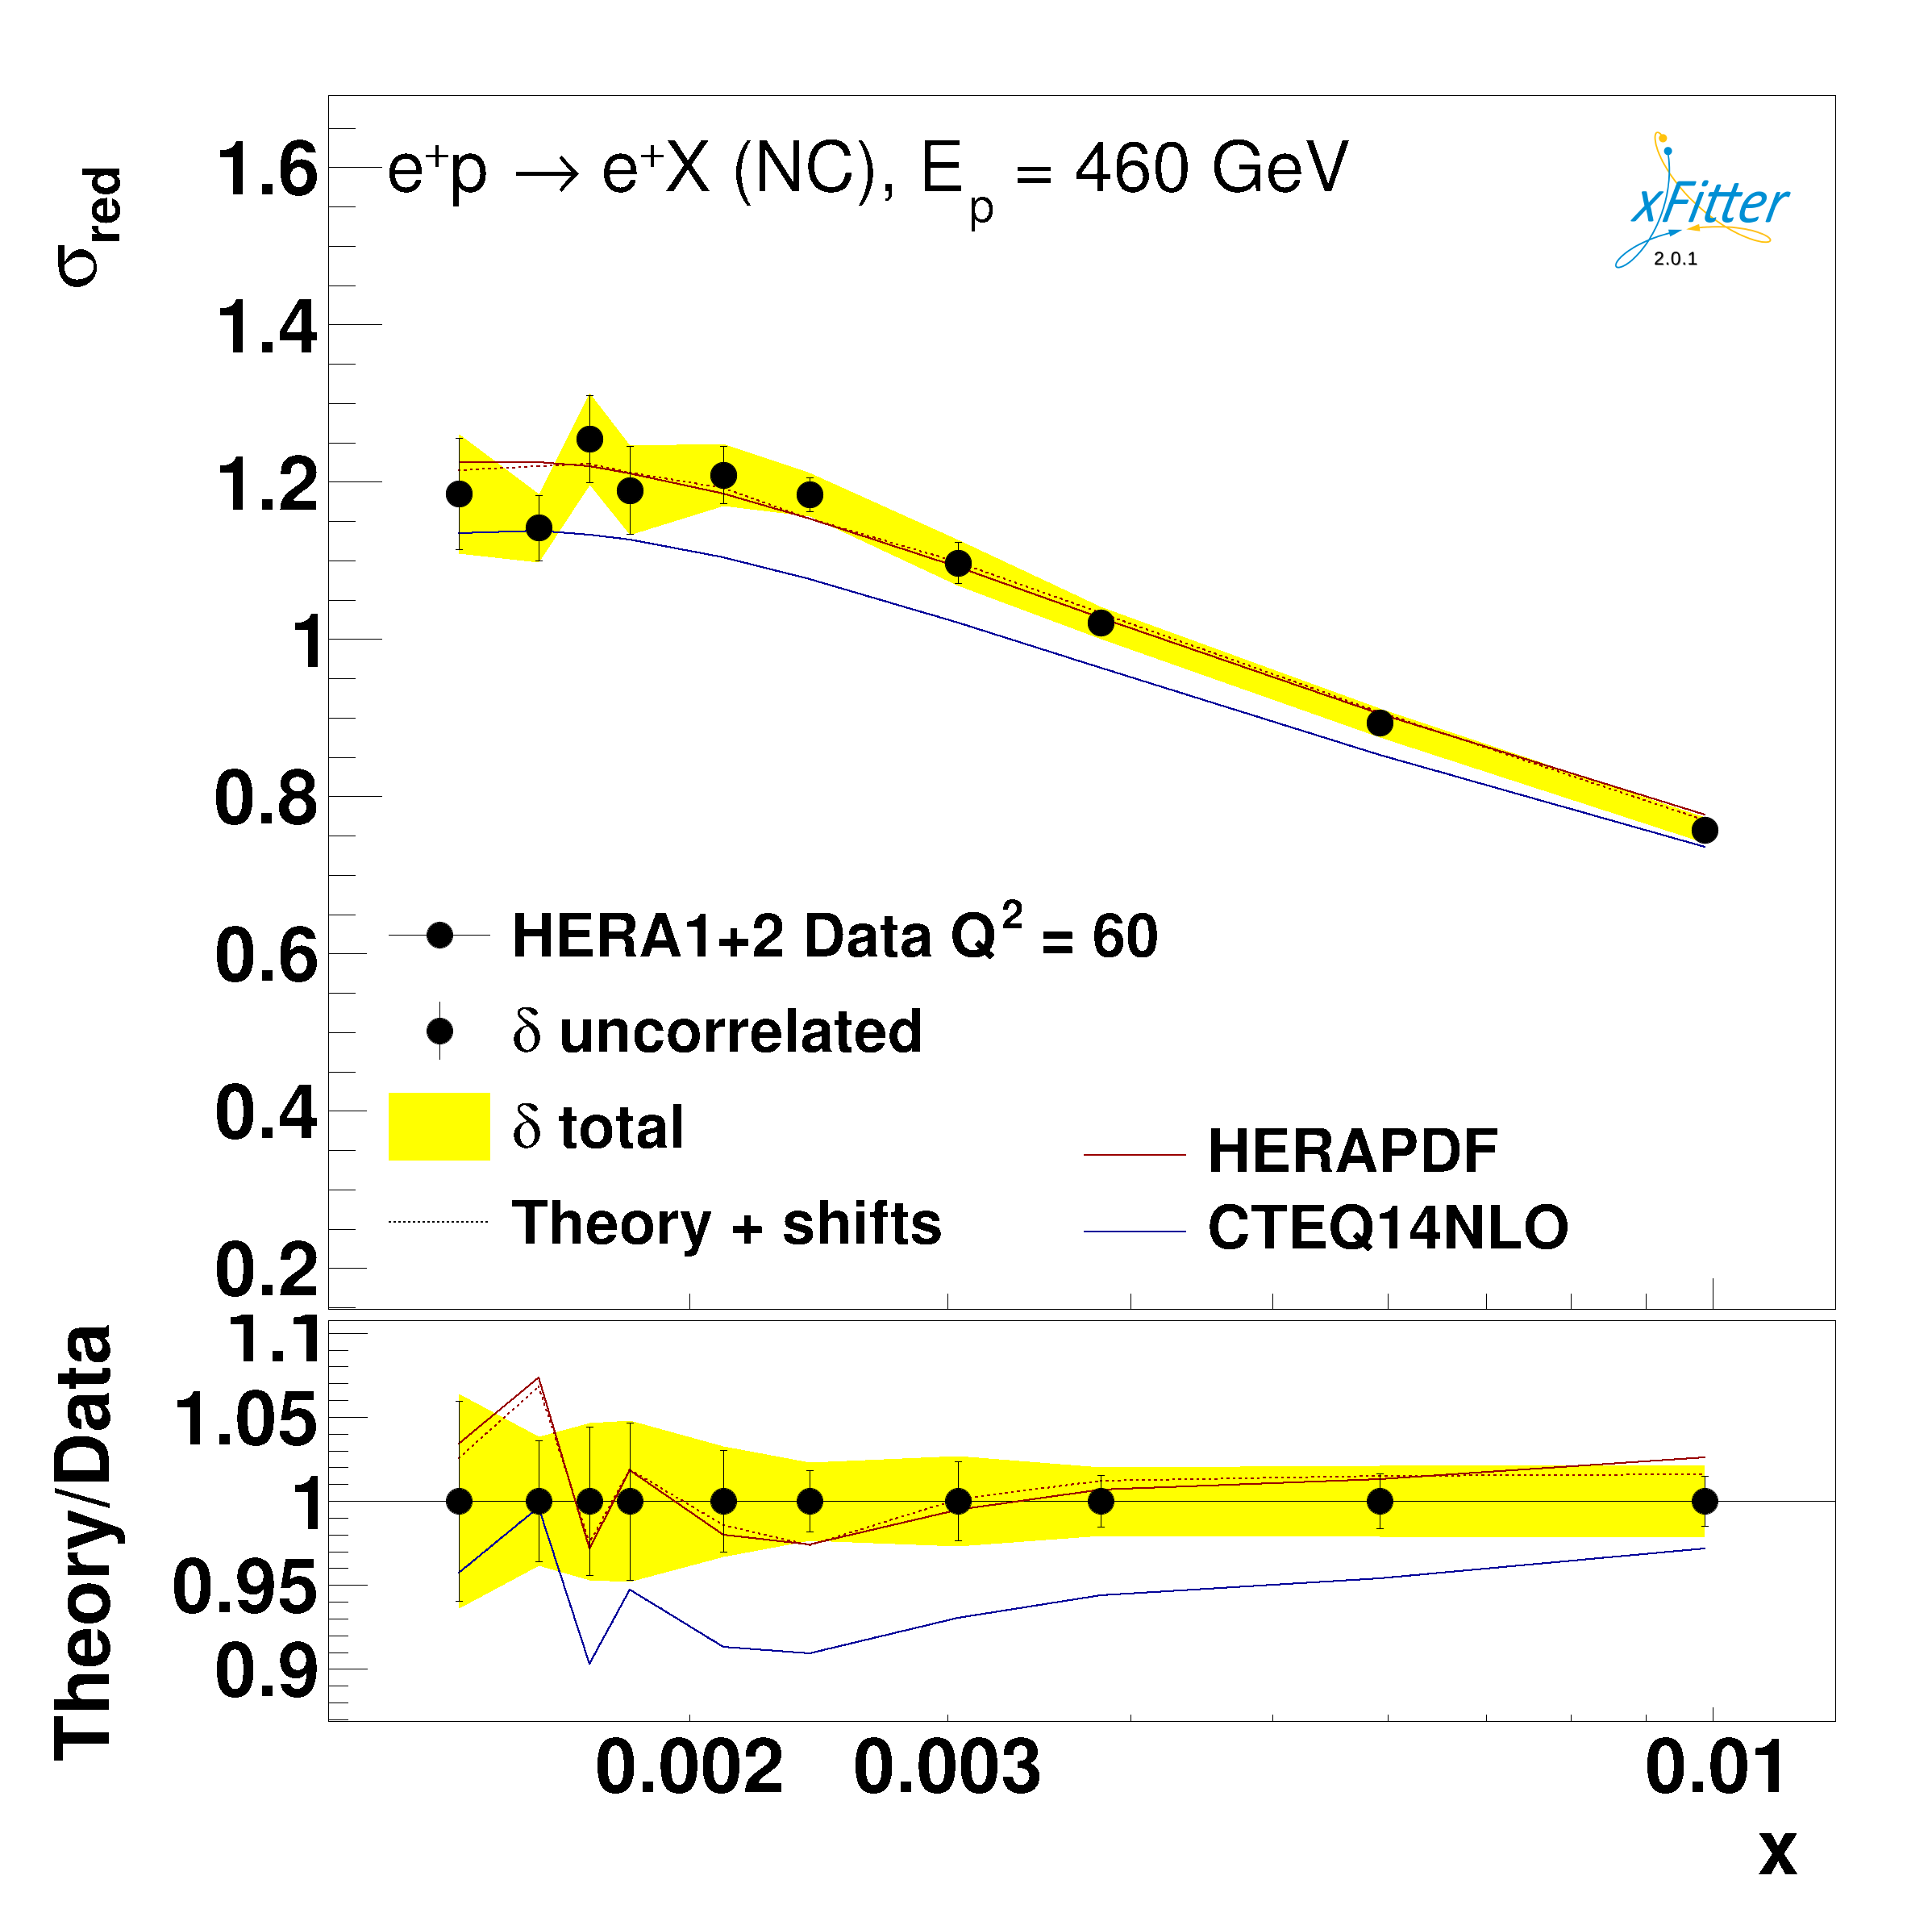 σred
1.6
1.4
1.2
1
0.8
0.6
0.4
0.2
e⁺p → e⁺X (NC), Ep = 460 GeV
xFitter
2.0.1
HERA1+2 Data Q² = 60
δ uncorrelated
δ total
Theory + shifts
HERAPDF
CTEQ14NLO
Theory/Data
1.1
1.05
1
0.95
0.9
0.002 0.003 0.01
x